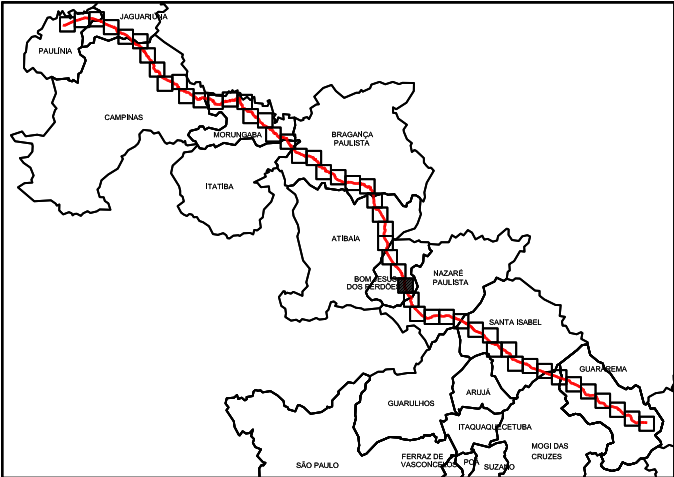 JAGUARIÚNA
PAULÍNIA
CAMPINAS
MORUNGABA
BRAGANÇA
PAULISTA
ITATIBA
ATIBAIA
BOM JESUS
DOS PERDÕES
NAZARÉ
PAULISTA
SANTA ISABEL
GUARAREMA
ARUJÁ
GUARULHOS
ITAQUAQUECETUBA
MOGI DAS
CRUZES
FERRAZ DE
VASCONCELOS
POÁ
SUZANO
SÃO PAULO